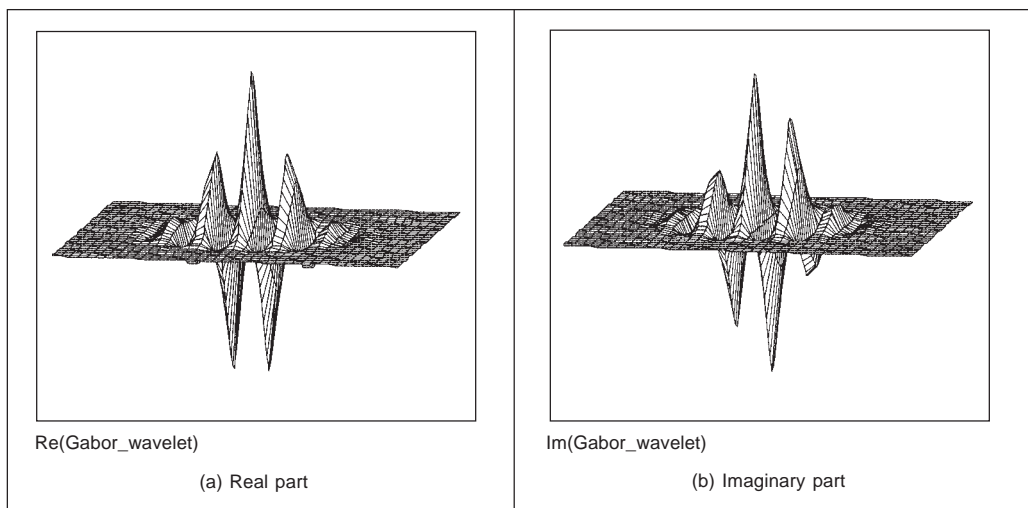 Re(Gabor_wavelet)
Im(Gabor_wavelet)
(a) Real part
(b) Imaginary part